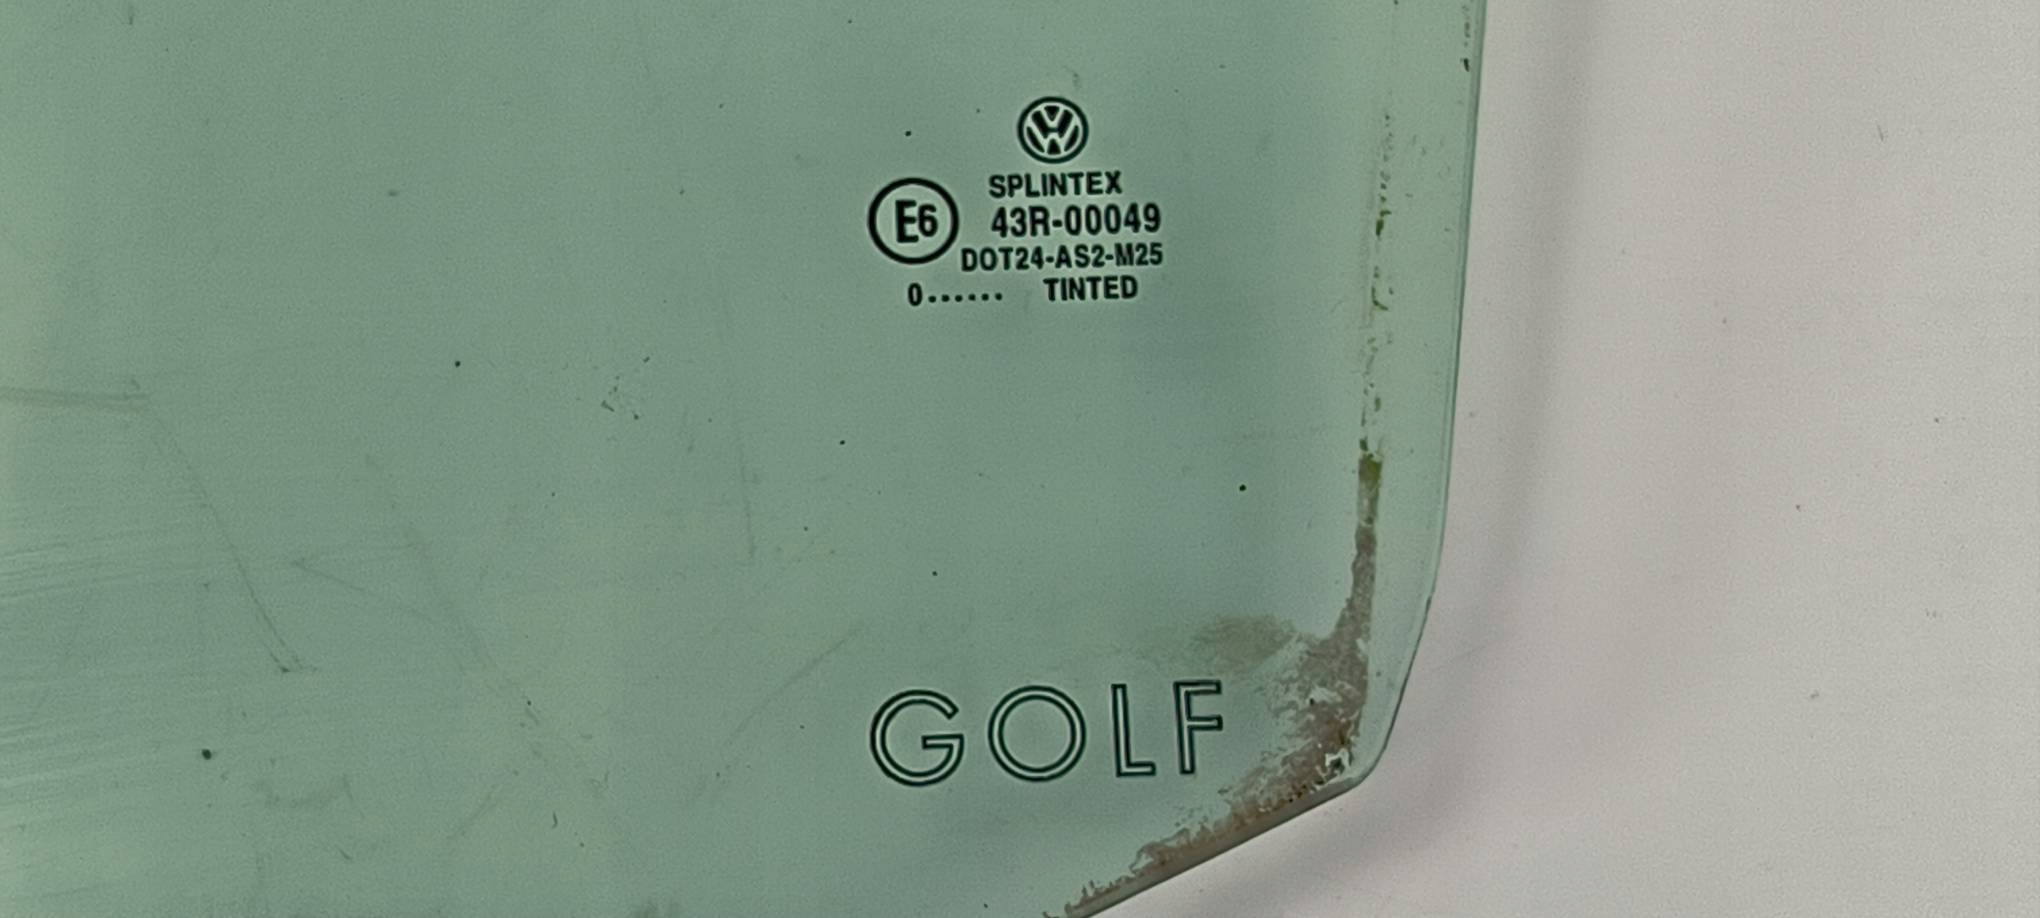 SPLINTEX
E6 43R-00049
DOT24-AS2-M25
0...... TINTED
GOLF